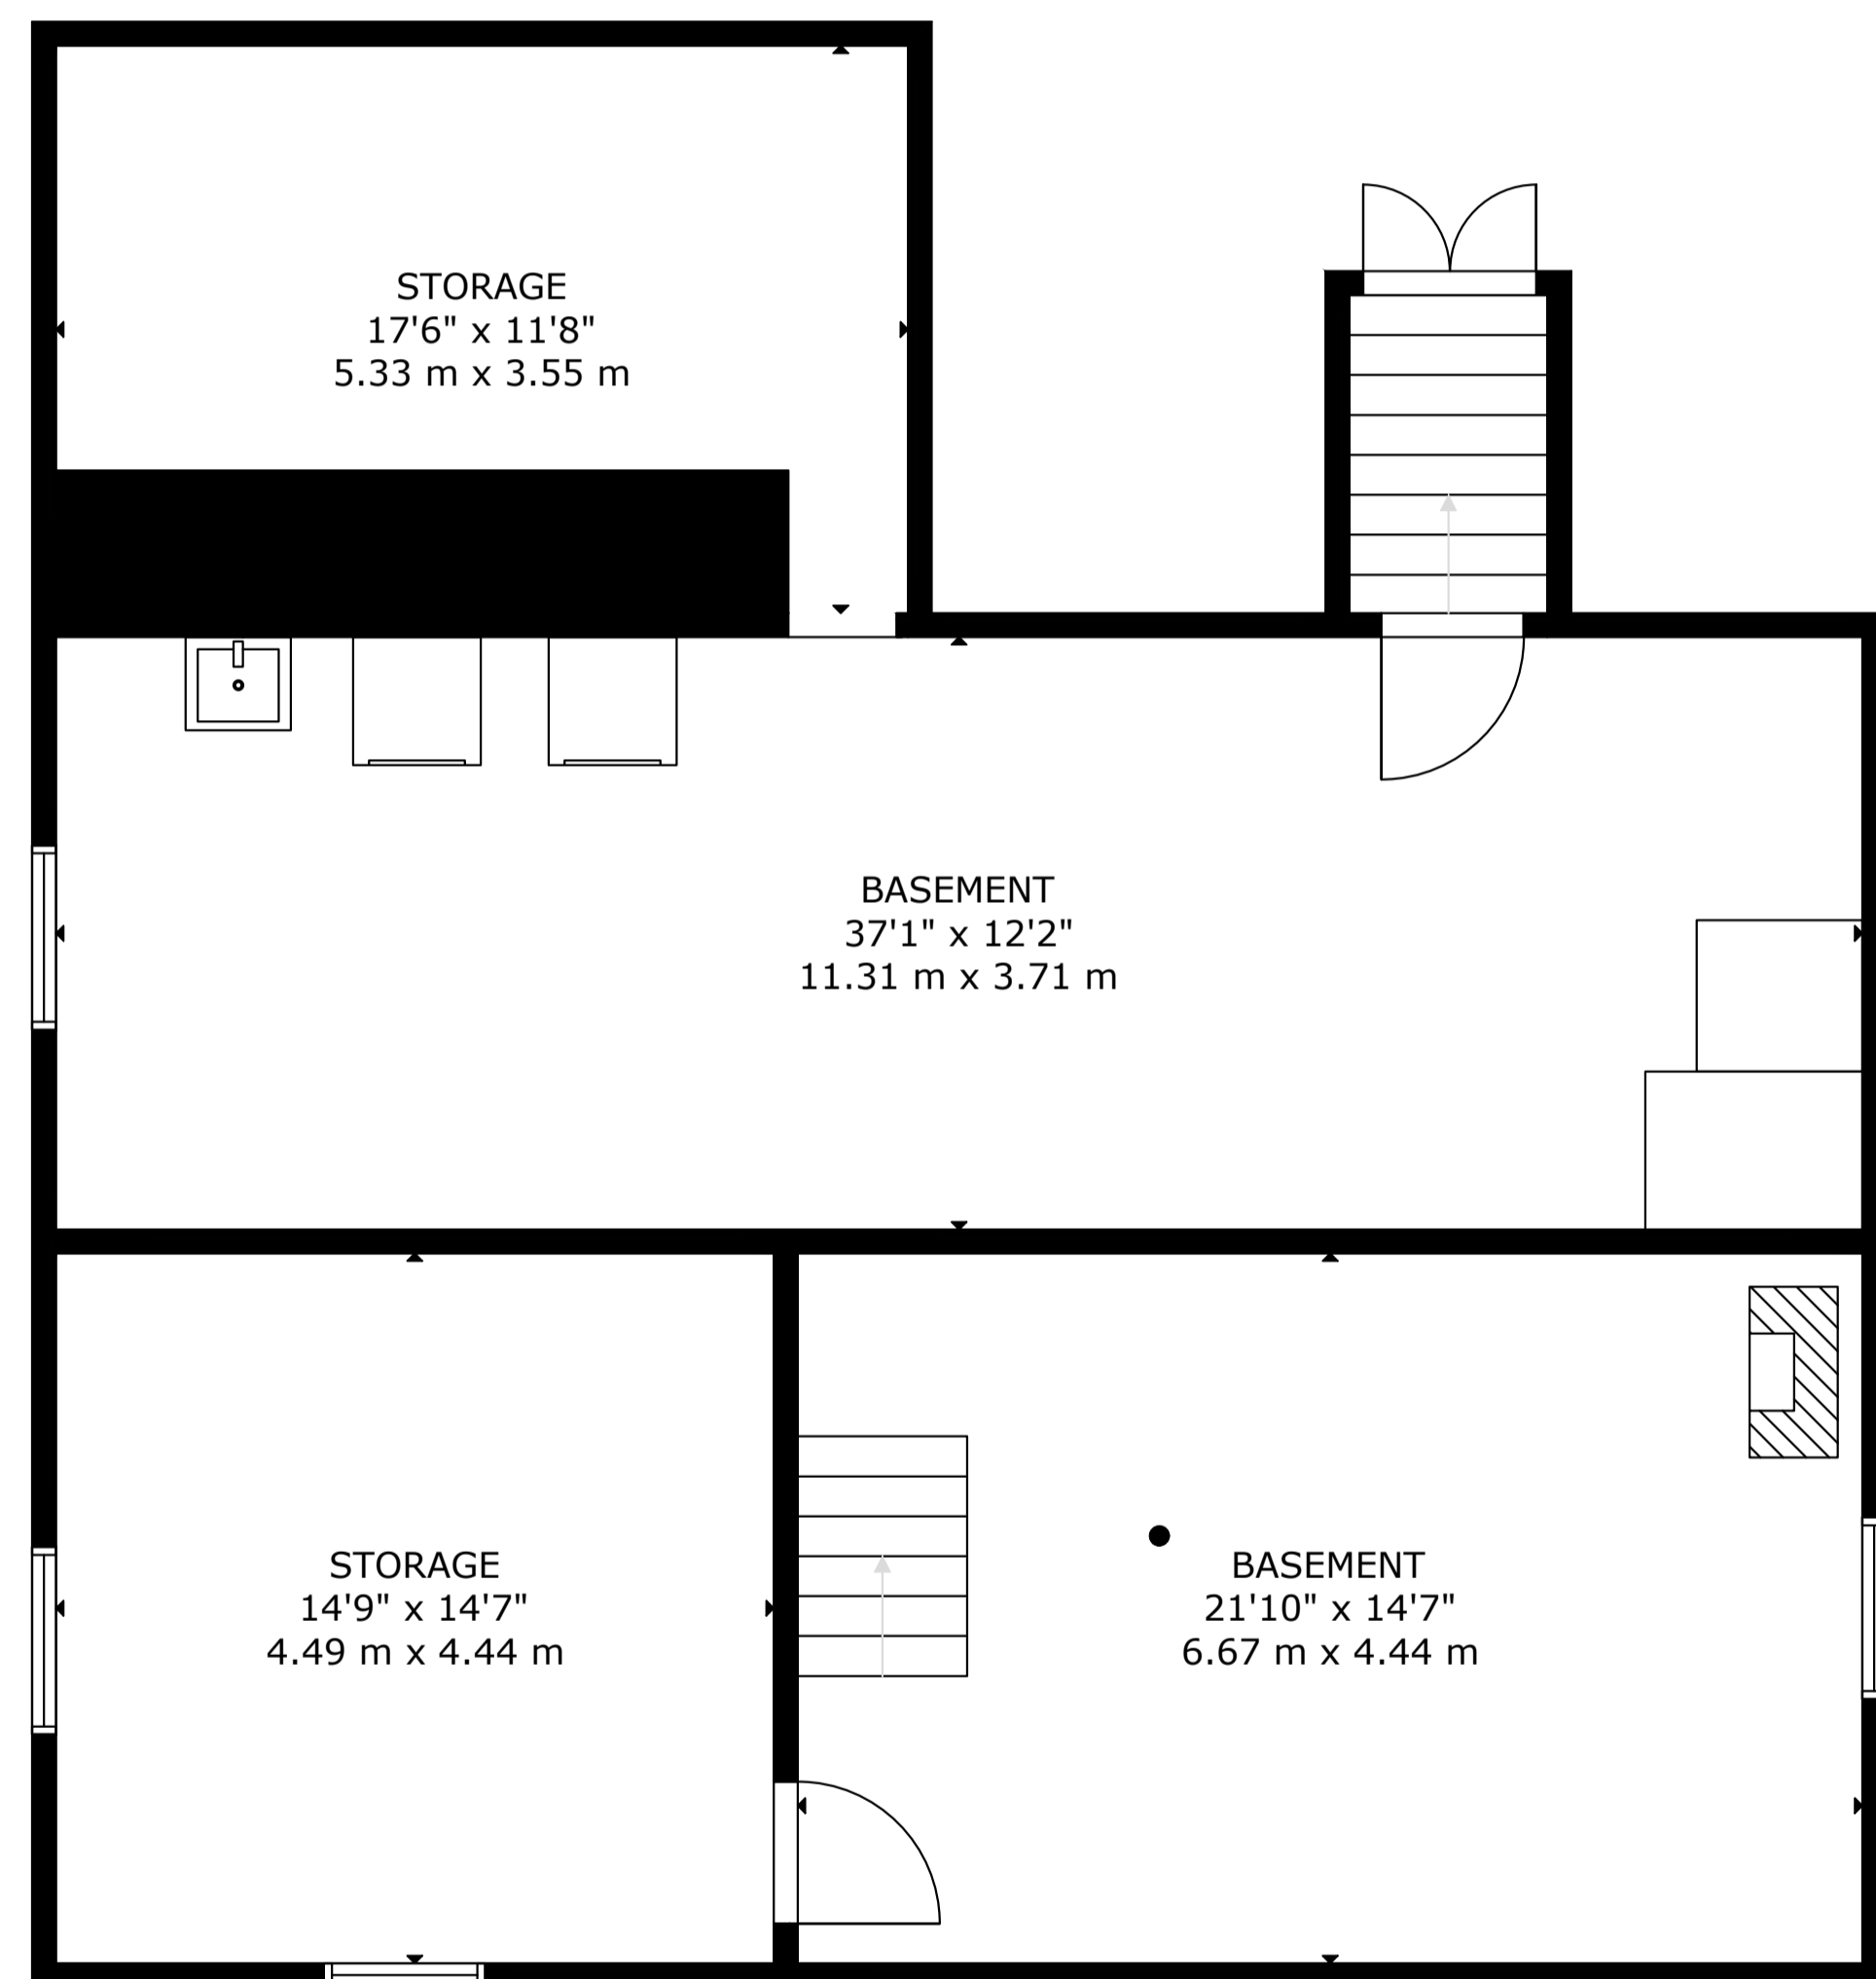 STORAGE
17'6" x 11'8"
5.33 m x 3.55 m
BASEMENT
37'1" x 12'2"
11.31 m x 3.71 m
STORAGE
14'9" x 14'7"
4.49 m x 4.44 m
BASEMENT
21'10" x 14'7"
6.67 m x 4.44 m